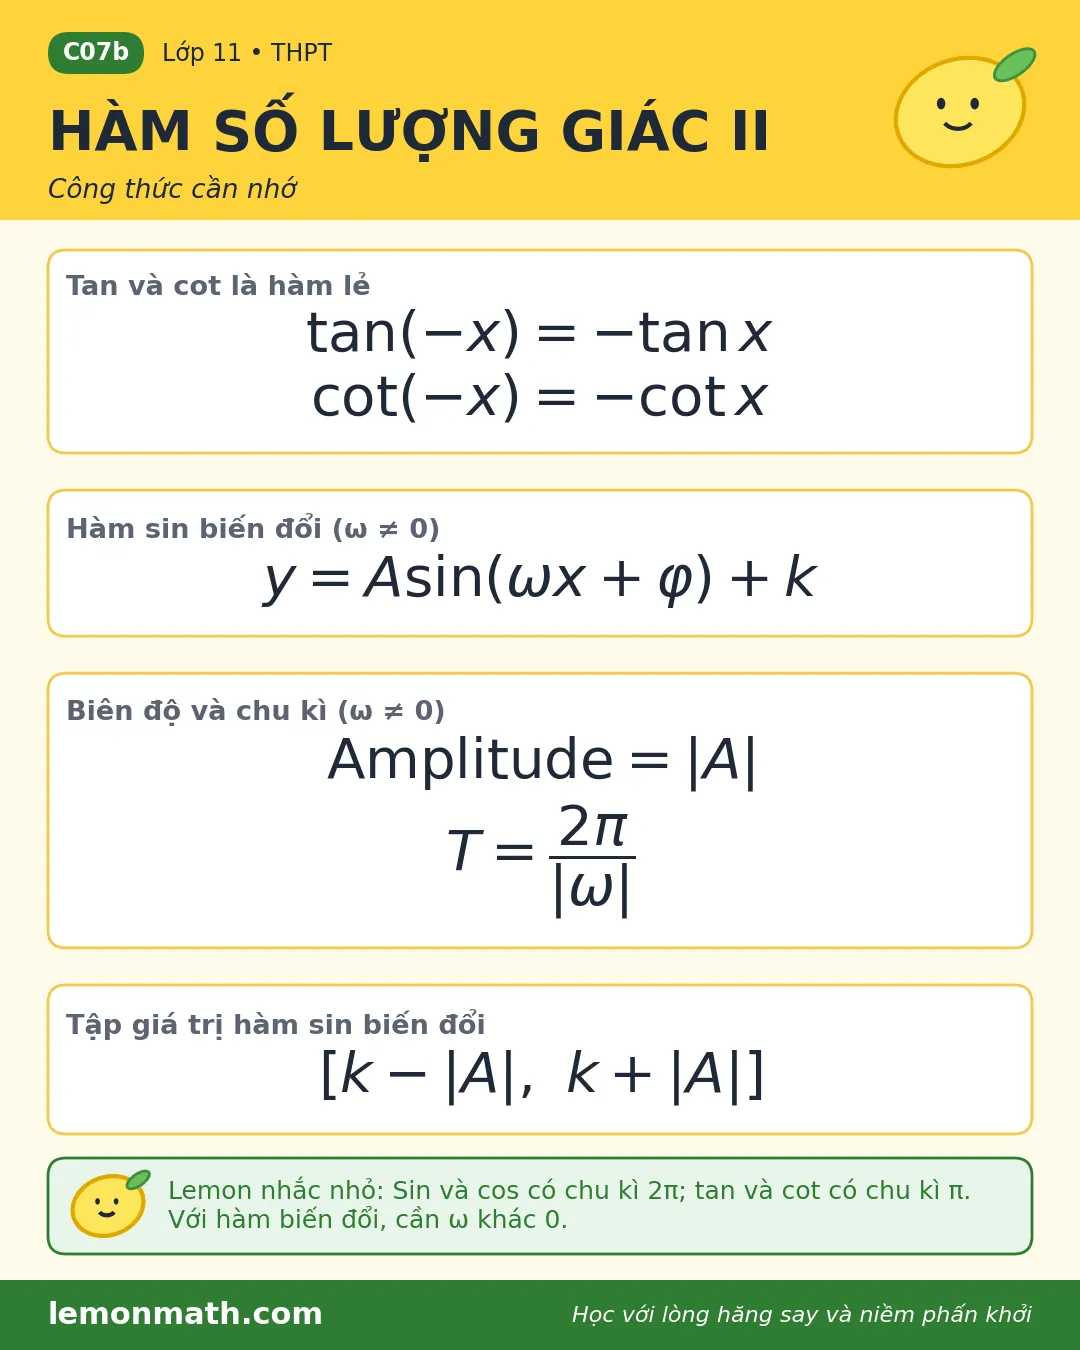 C07b Lớp 11 • THPT
HÀM SỐ LƯỢNG GIÁC II
Công thức cần nhớ
Tan và cot là hàm lẻ
tan(−x) = −tan x
cot(−x) = −cot x
Hàm sin biến đổi (ω ≠ 0)
y = Asin(ωx + φ) + k
Biên độ và chu kì (ω ≠ 0)
Amplitude = |A|
T = 2π/|ω|
Tập giá trị hàm sin biến đổi
[k − |A|, k + |A|]
Lemon nhắc nhỏ: Sin và cos có chu kì 2π; tan và cot có chu kì π.
Với hàm biến đổi, cần ω khác 0.
lemonmath.com
Học với lòng hăng say và niềm phấn khởi